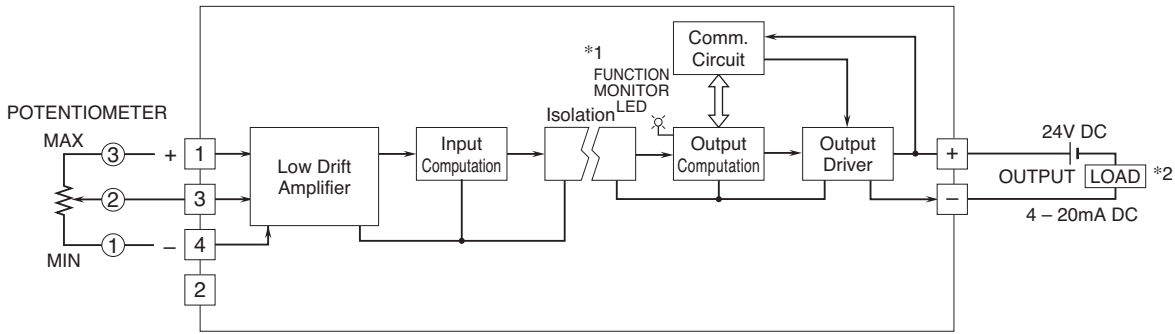 Comm.
Circuit
*1
FUNCTION
MONITOR
LED
POTENTIOMETER
MAX
3
+
1
Low Drift
Amplifier
Input
Computation
Isolation
Output
Computation
Output
Driver
+
24V DC
OUTPUT
LOAD
*2
2
3
–
4 – 20mA DC
1
–
4
MIN
2